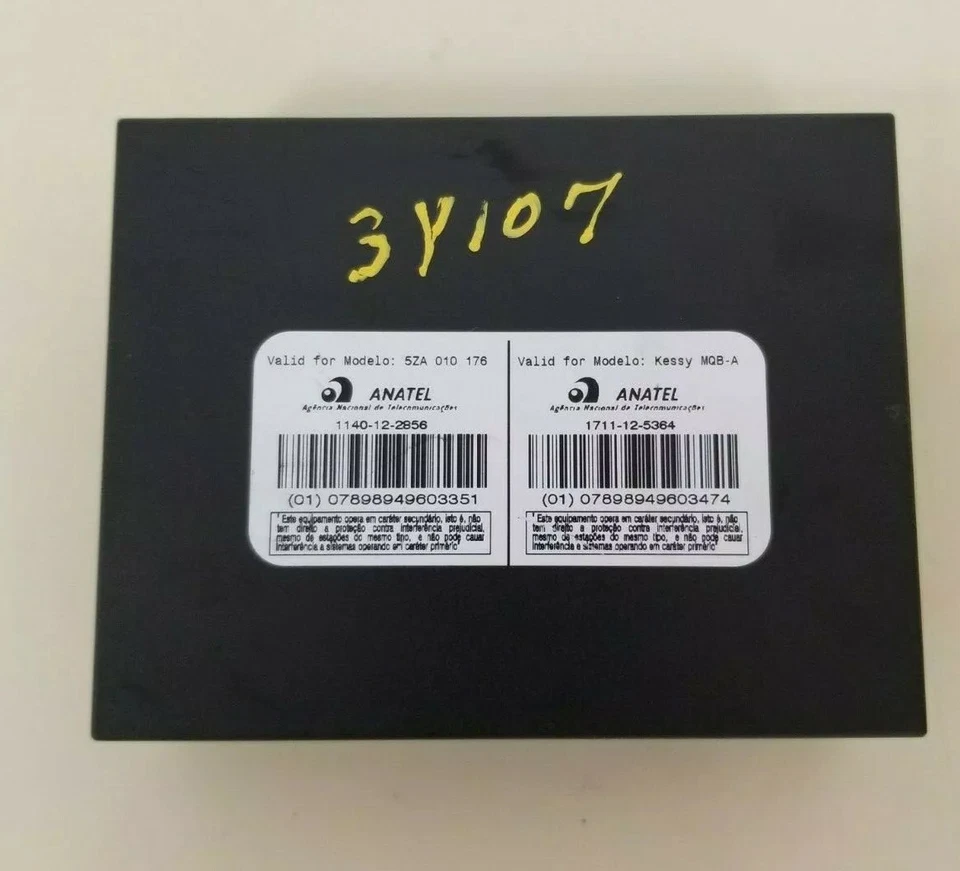 3Y107
Valid for Modelo: 5ZA 010 176
ANATEL
Agência Nacional de Telecomunicações
1140-12-2856
(01) 07898949603351
"Este equipamento opera em caráter secundário, isto é, não
tem direito a proteção contra interferência prejudicial,
mesmo de estações do mesmo tipo, e não pode cauar
interferência a sistemas operando em caráter primério"
Valid for Modelo: Kessy MQB-A
ANATEL
Agência Nacional de Telecomunicações
1711-12-5364
(01) 07898949603474
"Este equipamento opera em caráter secundário, isto é, não
tem direito a proteção contra interferência prejudicial,
mesmo de estações do mesmo tipo, e não pode cauar
interferência a sistemas operando em caráter primério"